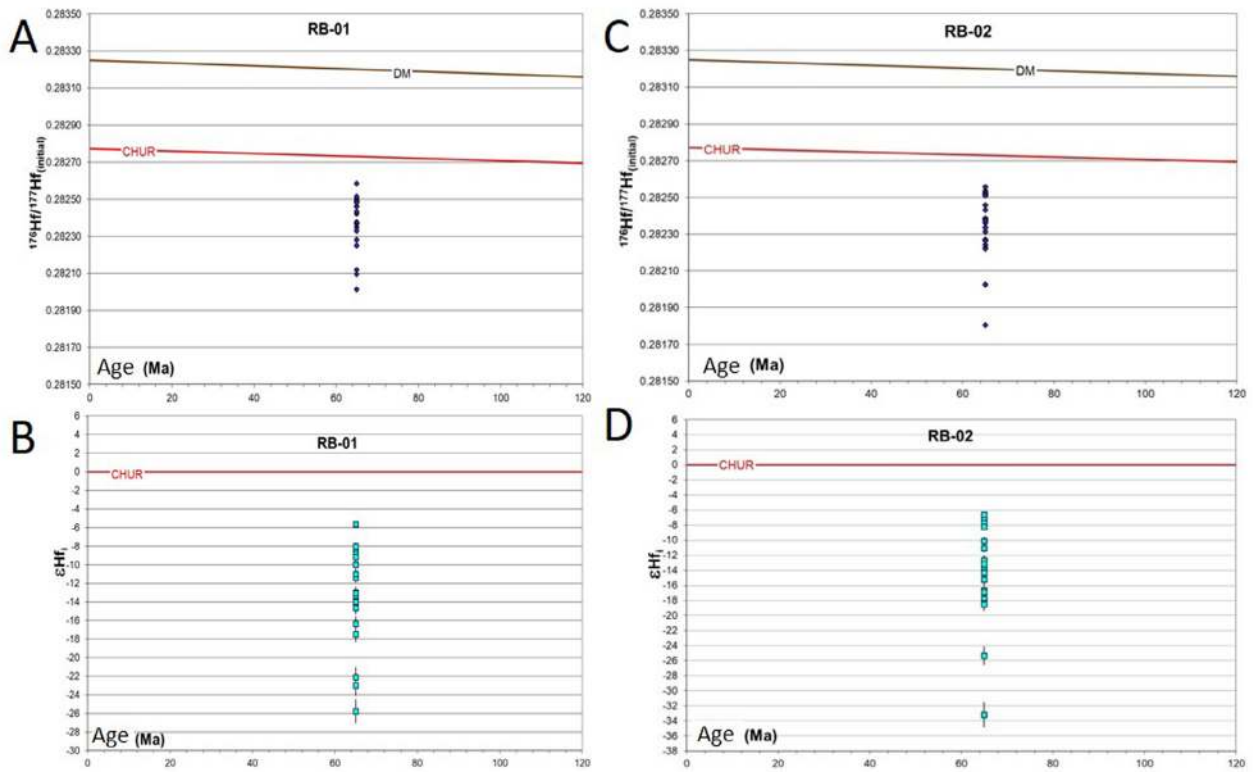 A
RB-01
0.28350
0.28330
0.28310
0.28290
0.28270
0.28250
0.28230
0.28210
0.28190
0.28170
0.28150
¹⁷⁶Hf/¹⁷⁷Hf(initial)
DM
CHUR
Age (Ma)
0 20 40 60 80 100 120
C
RB-02
0.28350
0.28330
0.28310
0.28290
0.28270
0.28250
0.28230
0.28210
0.28190
0.28170
0.28150
¹⁷⁶Hf/¹⁷⁷Hf(initial)
DM
CHUR
Age (Ma)
0 20 40 60 80 100 120
B
RB-01
6
4
2
0
-2
-4
-6
-8
-10
-12
-14
-16
-18
-20
-22
-24
-26
-28
-30
εHfi
CHUR
Age (Ma)
0 20 40 60 80 100 120
D
RB-02
6
4
2
0
-2
-4
-6
-8
-10
-12
-14
-16
-18
-20
-22
-24
-26
-28
-30
-32
-34
-36
-38
εHfi
CHUR
Age (Ma)
0 20 40 60 80 100 120